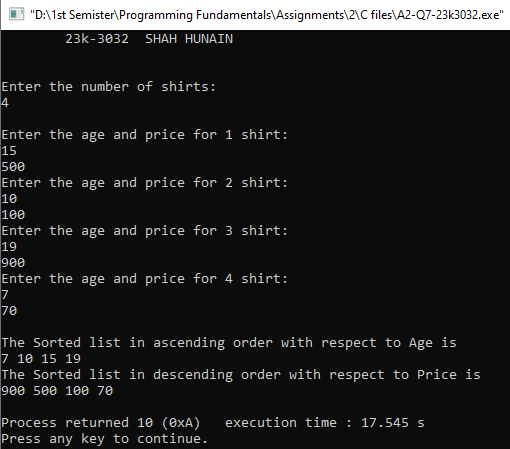 "D:\1st Semister\Programming Fundamentals\Assignments\2\C files\A2-Q7-23k3032.exe"
23k-3032  SHAH HUNAIN
Enter the number of shirts:
4
Enter the age and price for 1 shirt:
15
500
Enter the age and price for 2 shirt:
10
100
Enter the age and price for 3 shirt:
19
900
Enter the age and price for 4 shirt:
7
70
The Sorted list in ascending order with respect to Age is
7 10 15 19
The Sorted list in descending order with respect to Price is
900 500 100 70
Process returned 10 (0xA)   execution time : 17.545 s
Press any key to continue.